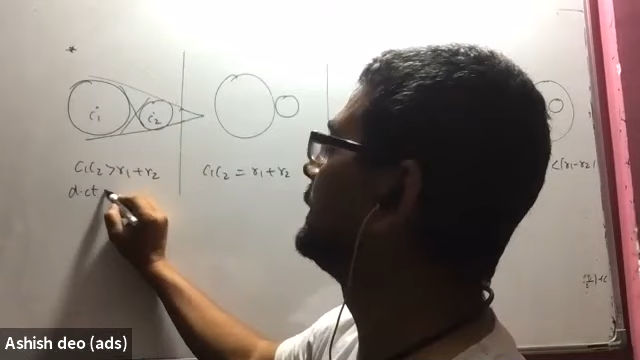 *
C₁
C₂
C₁C₂ > r₁ + r₂
d.ct
C₁C₂ = r₁ + r₂
< (r₁ - r₂)
Ashish deo (ads)